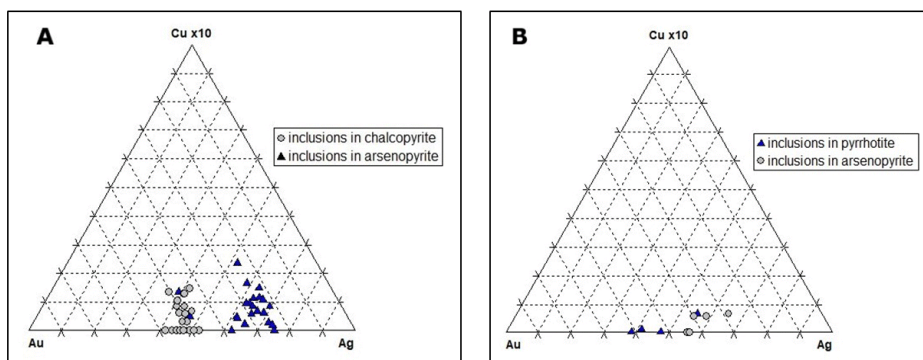 A
Cu x10
inclusions in chalcopyrite
inclusions in arsenopyrite
Au
Ag
B
Cu x10
inclusions in pyrrhotite
inclusions in arsenopyrite
Au
Ag